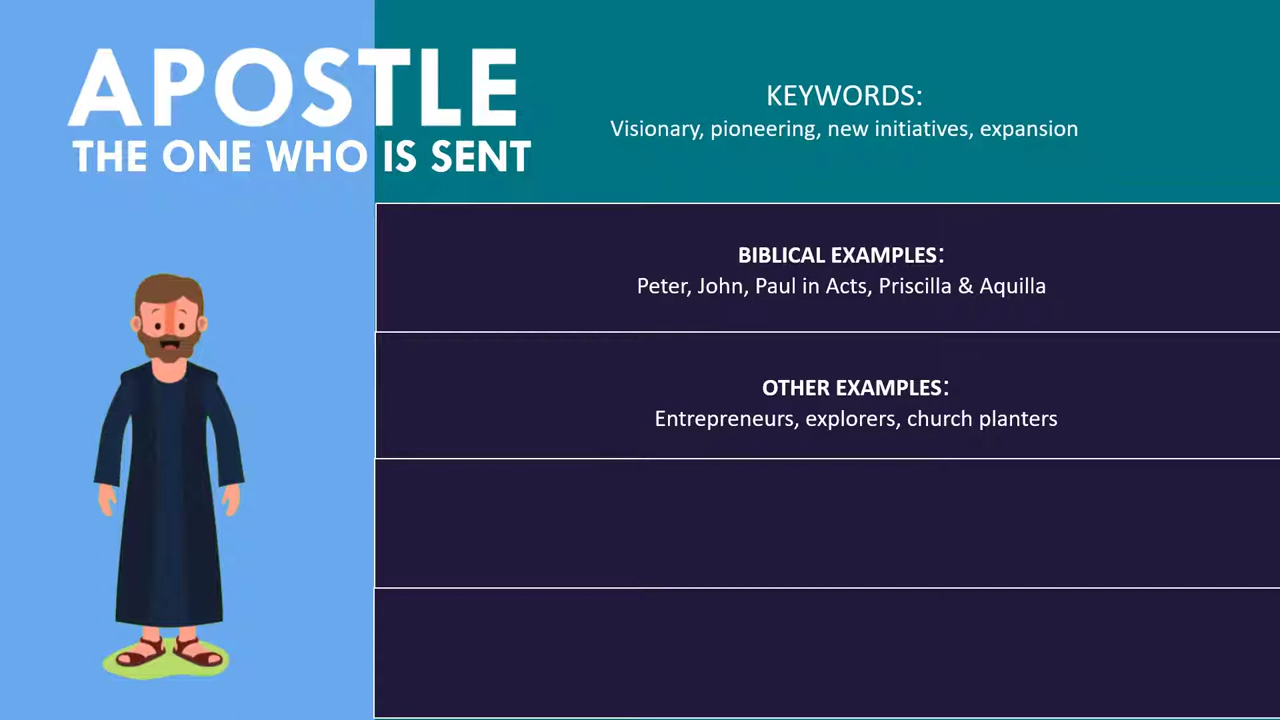 APOSTLE
THE ONE WHO IS SENT
KEYWORDS:
Visionary, pioneering, new initiatives, expansion
BIBLICAL EXAMPLES:
Peter, John, Paul in Acts, Priscilla & Aquilla
OTHER EXAMPLES:
Entrepreneurs, explorers, church planters